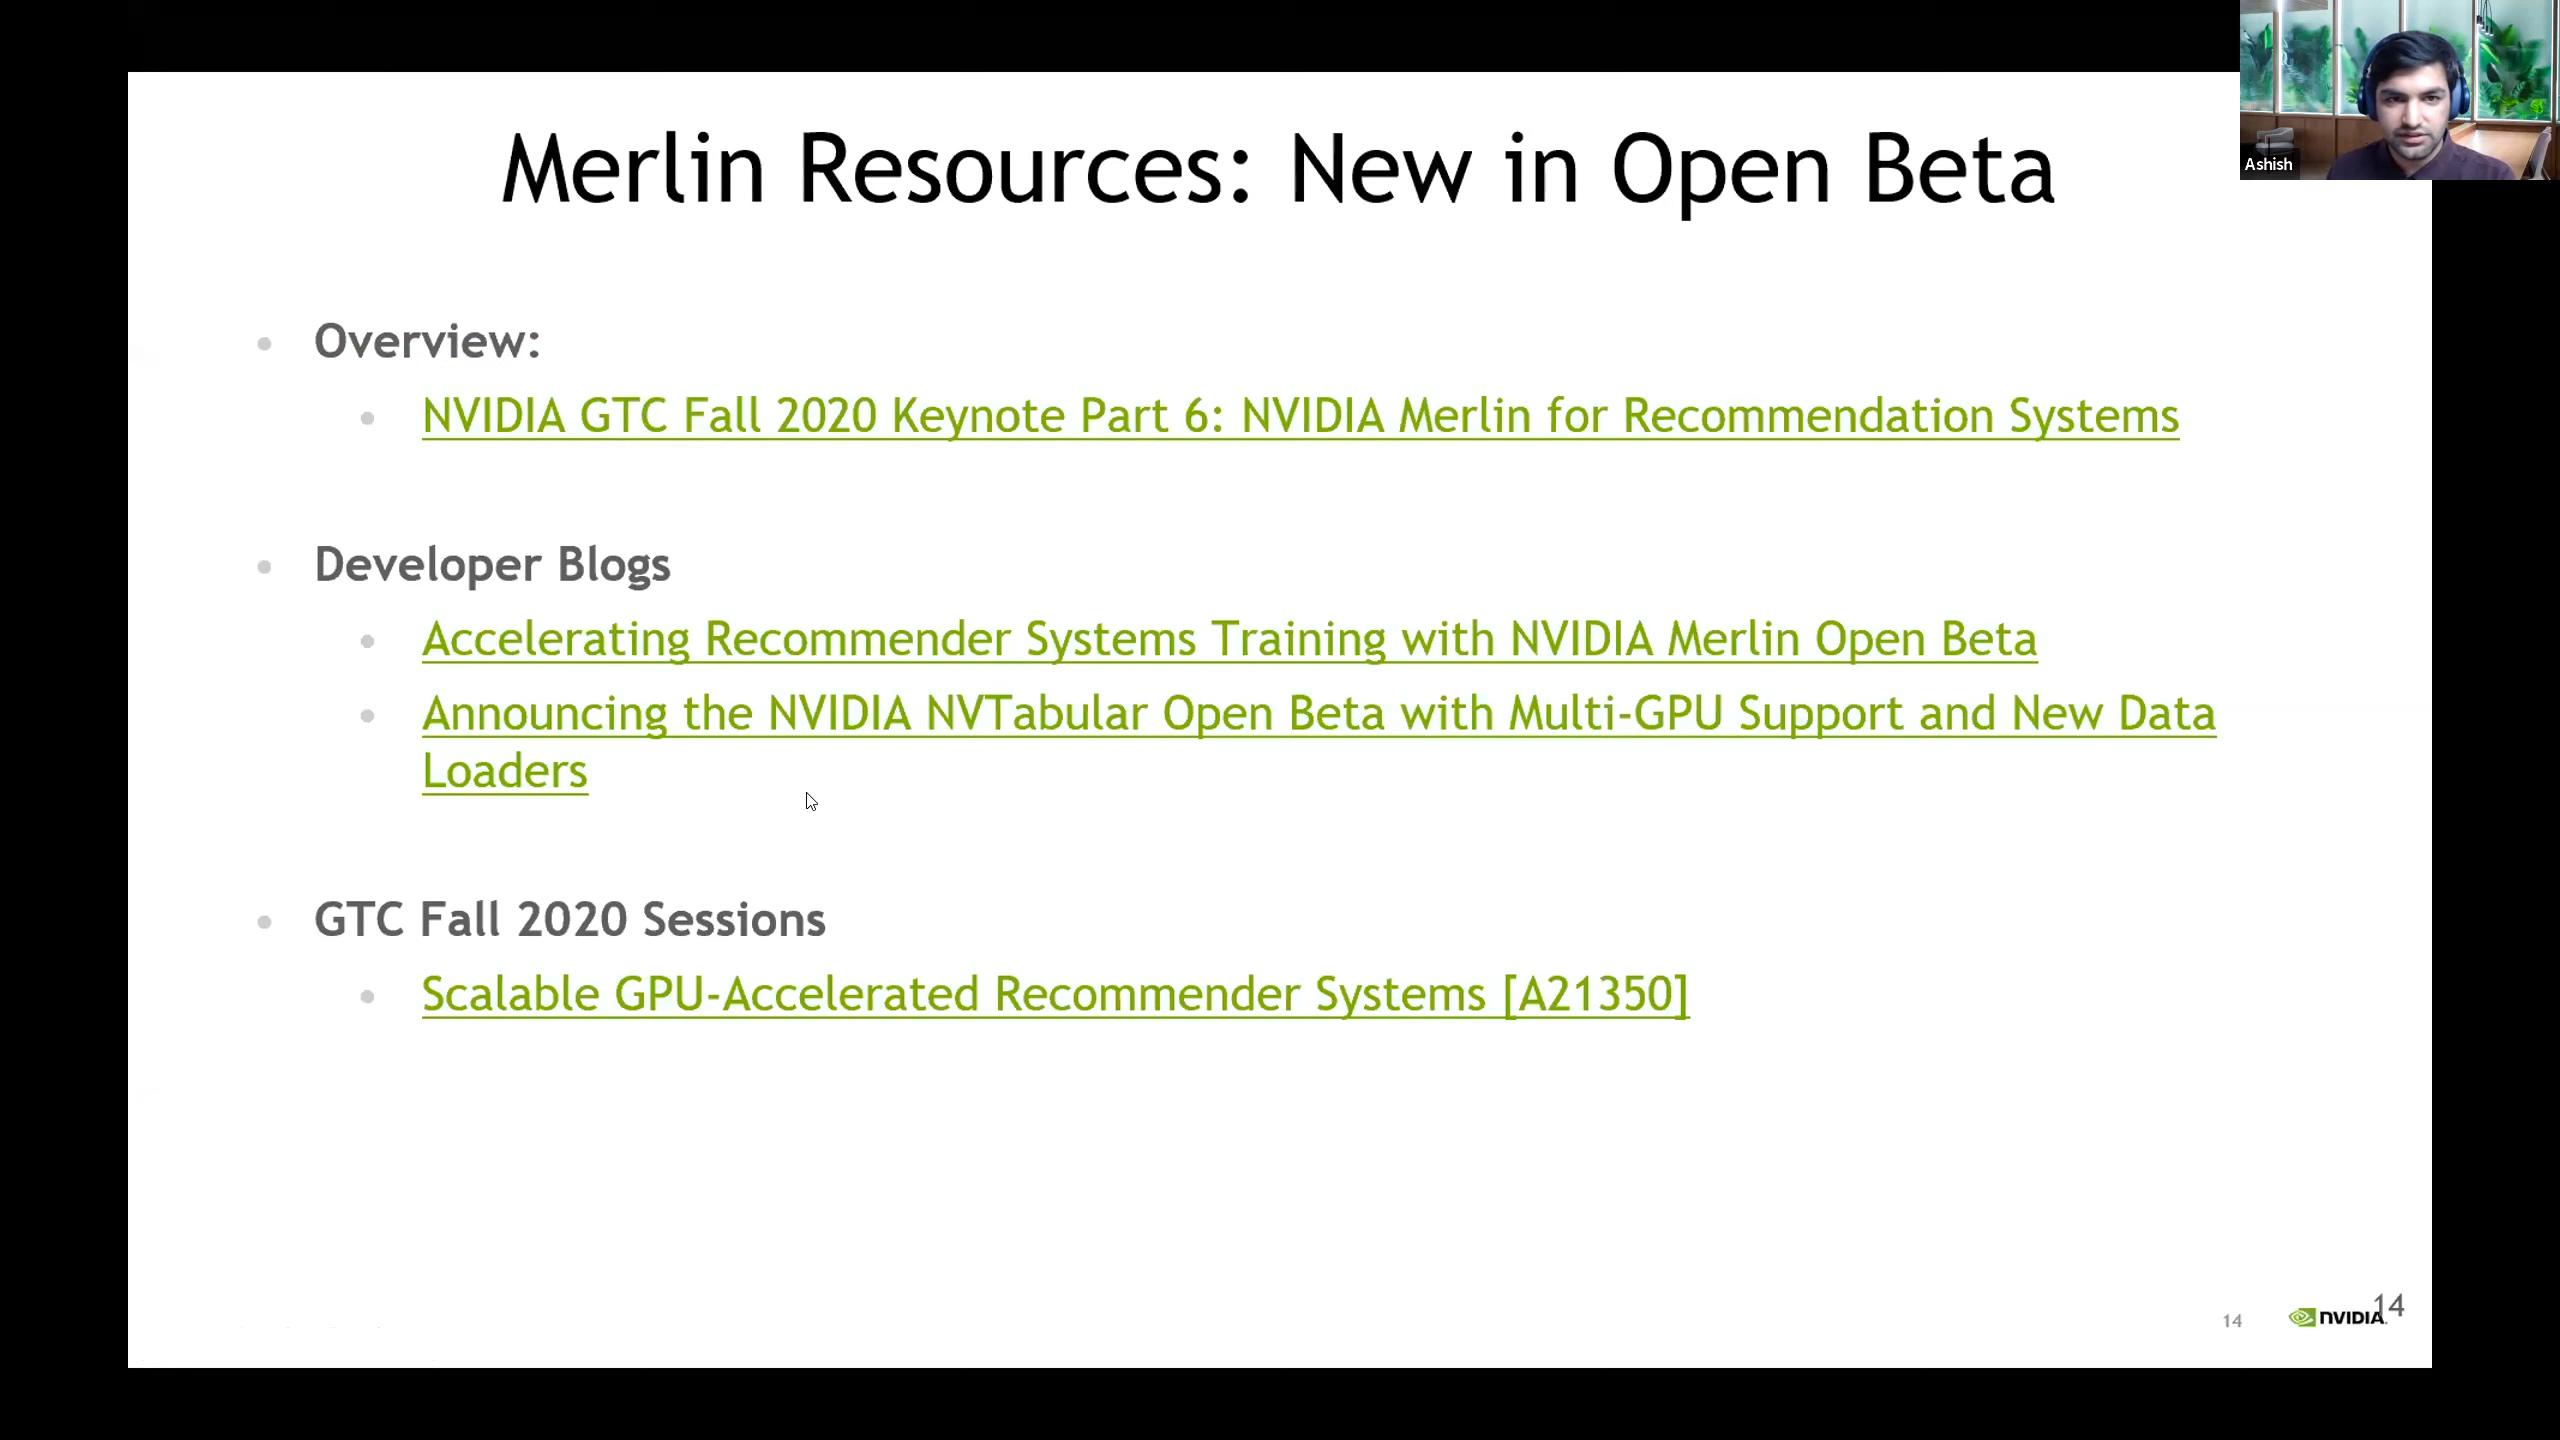 Ashish
Merlin Resources: New in Open Beta
Overview:
NVIDIA GTC Fall 2020 Keynote Part 6: NVIDIA Merlin for Recommendation Systems
Developer Blogs
Accelerating Recommender Systems Training with NVIDIA Merlin Open Beta
Announcing the NVIDIA NVTabular Open Beta with Multi-GPU Support and New Data
Loaders
GTC Fall 2020 Sessions
Scalable GPU-Accelerated Recommender Systems [A21350]
14
NVIDIA.
14